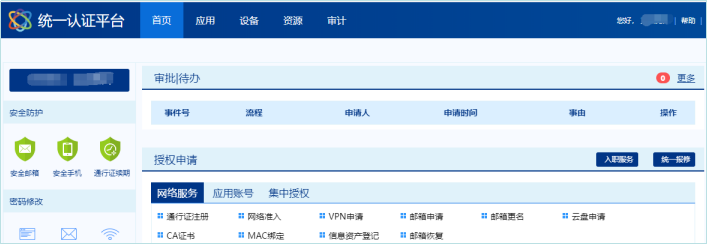 统一认证平台 首页 应用 设备 资源 审计 您好, | 帮助 |
审批|待办 0 更多
事件号 流程 申请人 申请时间 事由 操作
安全防护
安全邮箱 安全手机 通行证续期
授权申请 入职服务 统一报修
密码修改
网络服务 应用账号 集中授权
通行证注册 网络准入 VPN申请 邮箱申请 邮箱更名 云盘申请
CA证书 MAC绑定 信息资产登记 邮箱恢复